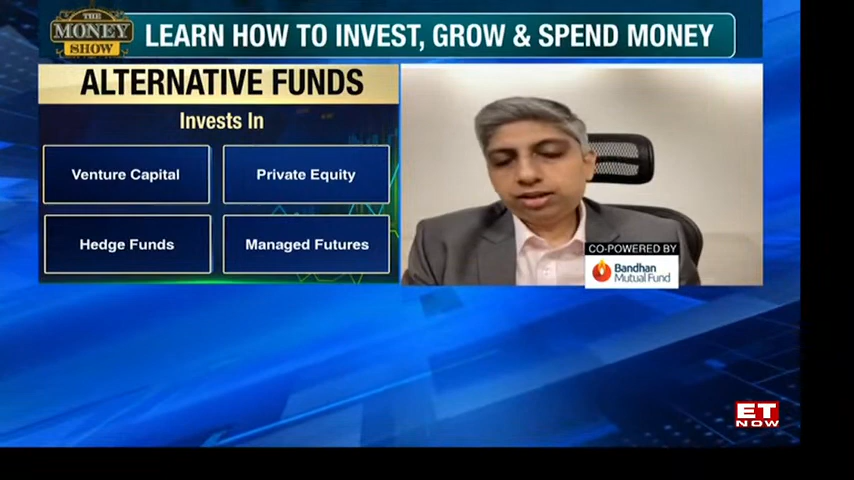 THE
MONEY
SHOW
LEARN HOW TO INVEST, GROW & SPEND MONEY
ALTERNATIVE FUNDS
Invests In
Venture Capital
Private Equity
Hedge Funds
Managed Futures
CO-POWERED BY
Bandhan
Mutual Fund
ET
NOW